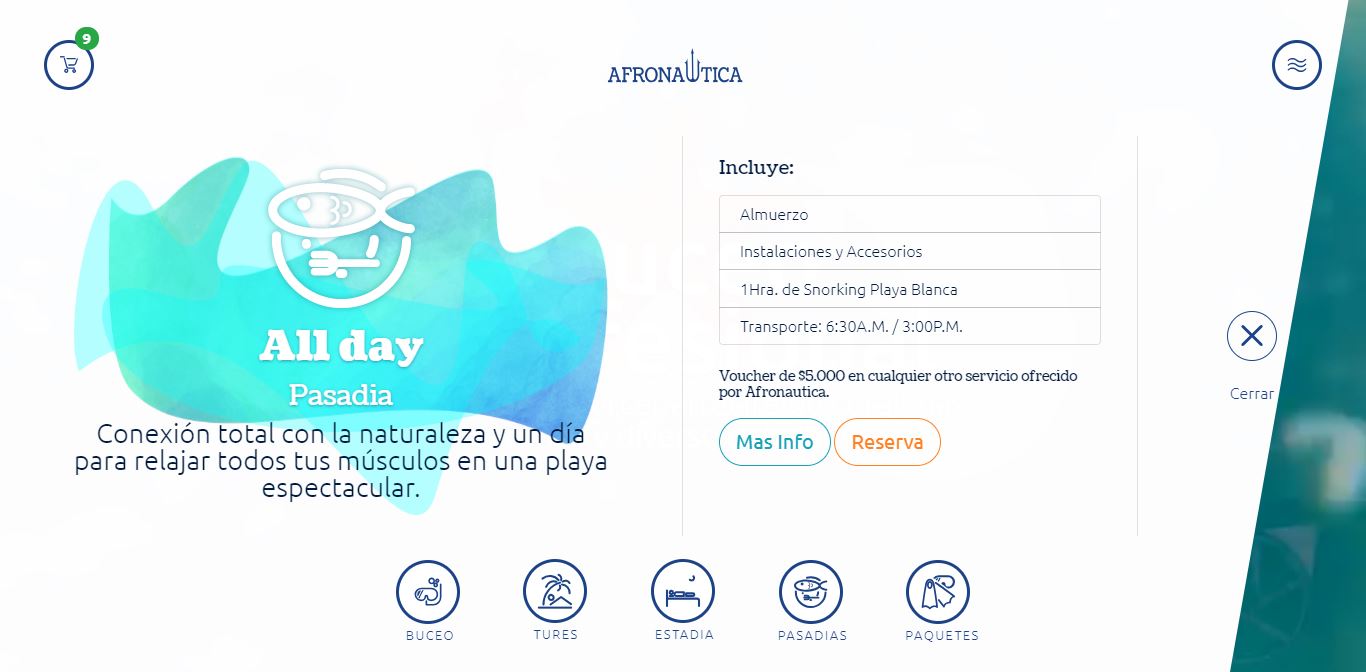 9
AFRONAUTICA
All day
Pasadia
Conexión total con la naturaleza y un día
para relajar todos tus músculos en una playa
espectacular.
Incluye:
Almuerzo
Instalaciones y Accesorios
1Hra. de Snorking Playa Blanca
Transporte: 6:30A.M. / 3:00P.M.
Voucher de $5.000 en cualquier otro servicio ofrecido
por Afronautica.
Mas Info
Reserva
Cerrar
BUCEO
TURES
ESTADIA
PASADIAS
PAQUETES